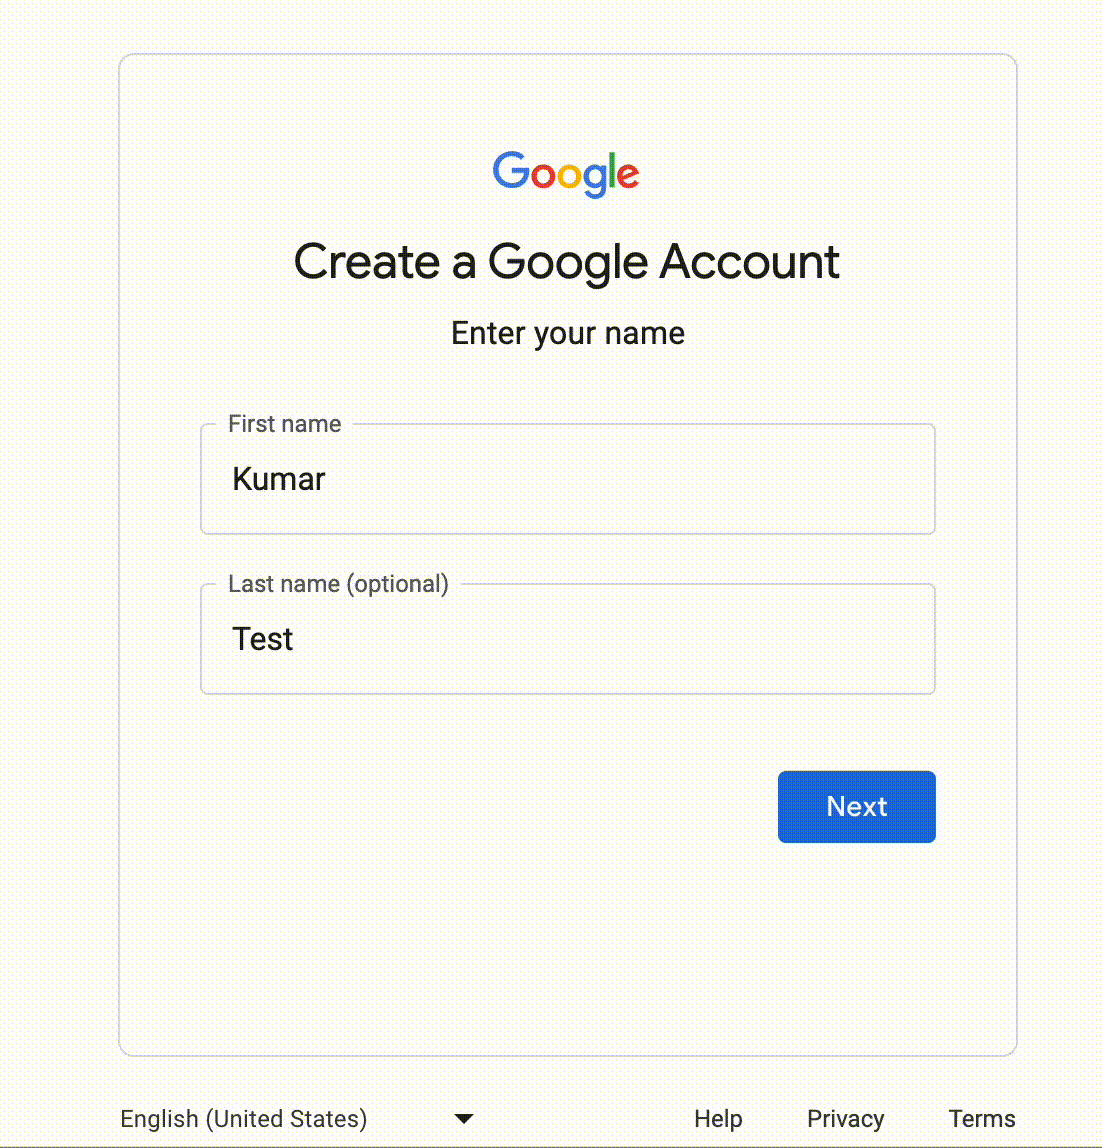 Google
Create a Google Account
Enter your name
First name
Kumar
Last name (optional)
Test
Next
English (United States) Help Privacy Terms